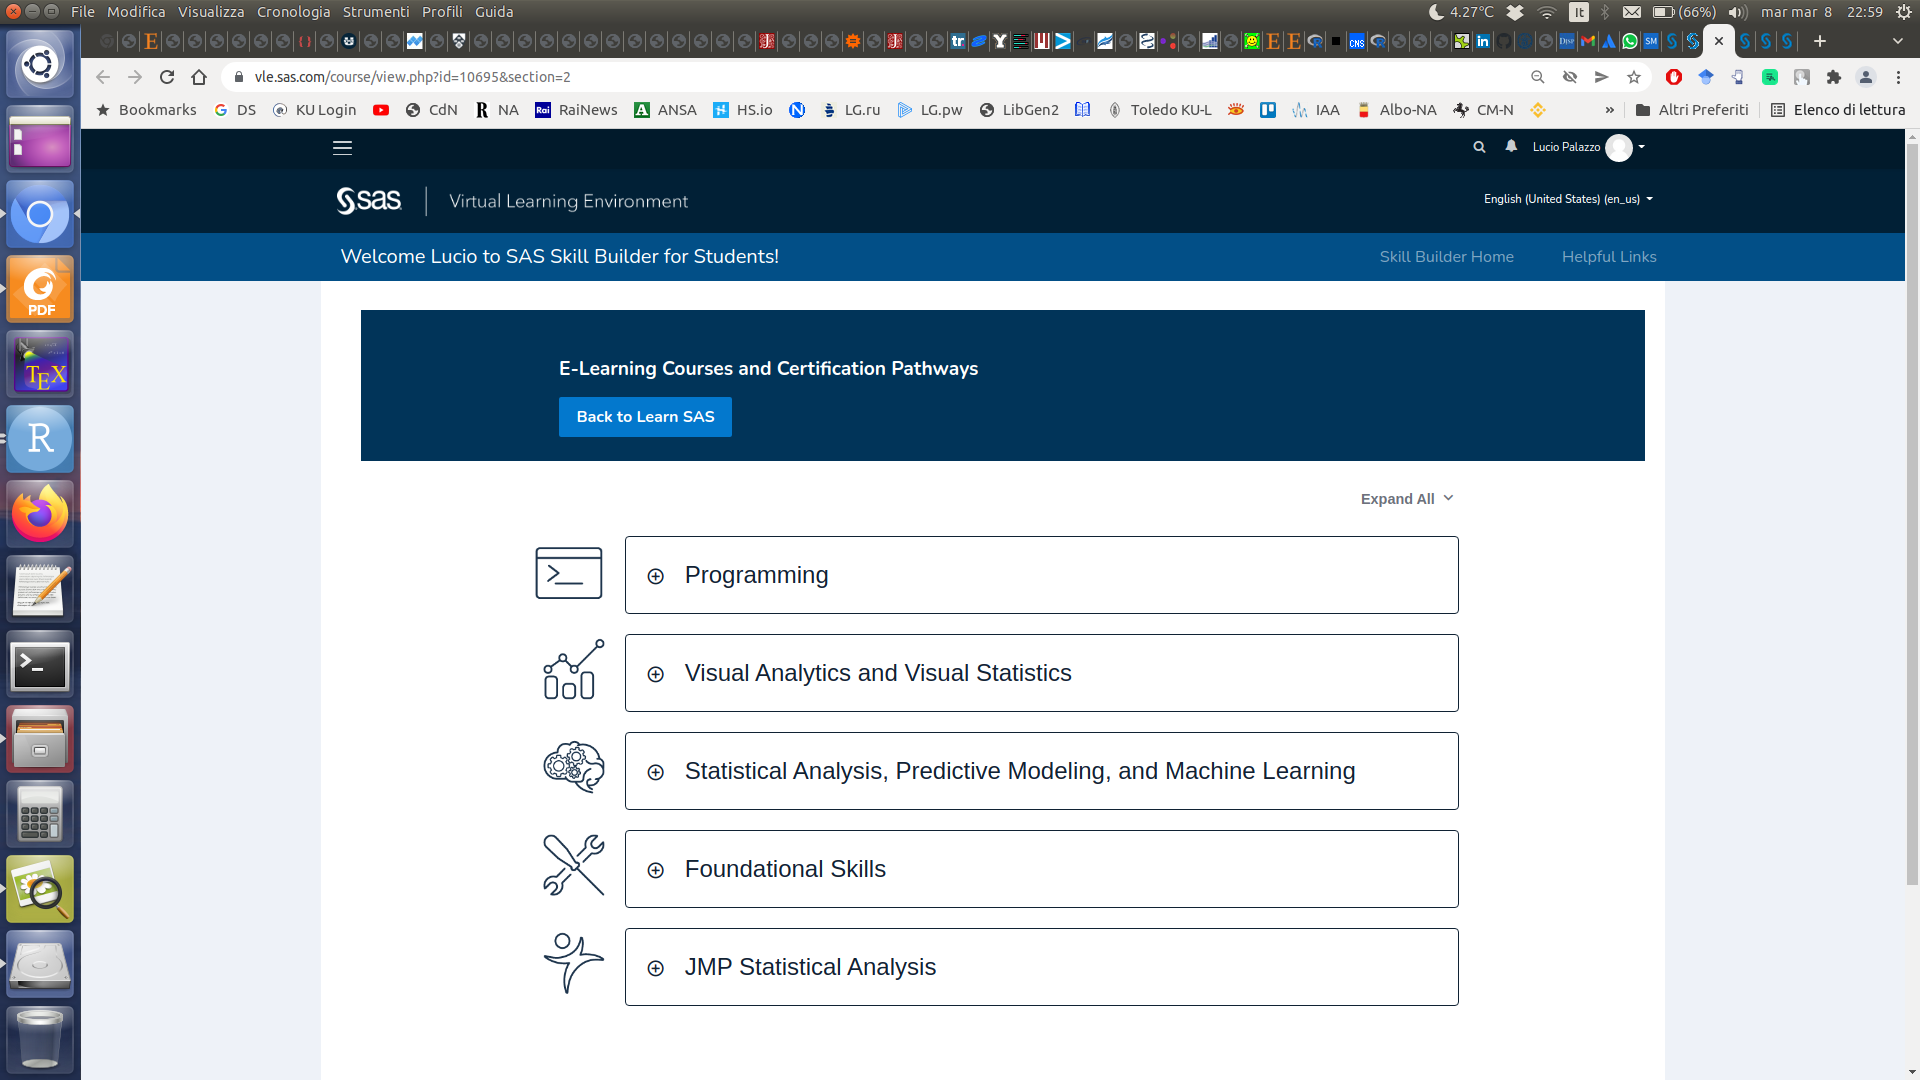 File Modifica Visualizza Cronologia Strumenti Profili Guida
4.27°C It (66%) mar mar 8 22:59
vle.sas.com/course/view.php?id=10695&section=2
Bookmarks DS KU Login CdN NA RaiNews ANSA HS.io LG.ru LG.pw LibGen2 Toledo KU-L IAA Albo-NA CM-N » Altri Preferiti Elenco di lettura
Lucio Palazzo
sas Virtual Learning Environment
English (United States) (en_us)
Welcome Lucio to SAS Skill Builder for Students!
Skill Builder Home Helpful Links
E-Learning Courses and Certification Pathways
Back to Learn SAS
Expand All
Programming
Visual Analytics and Visual Statistics
Statistical Analysis, Predictive Modeling, and Machine Learning
Foundational Skills
JMP Statistical Analysis
PDF
TEX
R